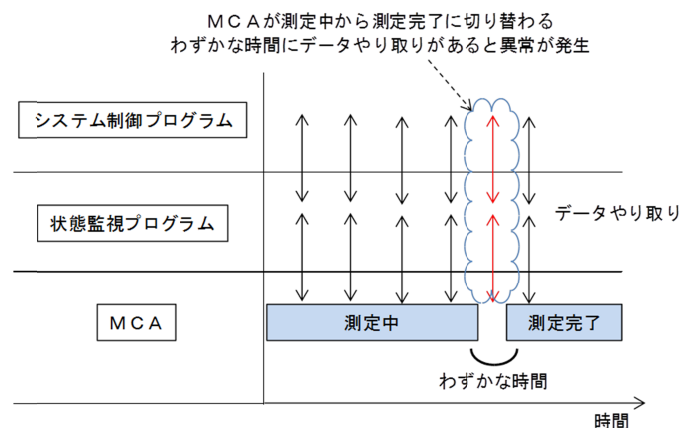 ＭＣＡが測定中から測定完了に切り替わる
わずかな時間にデータやり取りがあると異常が発生
システム制御プログラム
状態監視プログラム
データやり取り
ＭＣＡ
測定中
測定完了
わずかな時間
時間